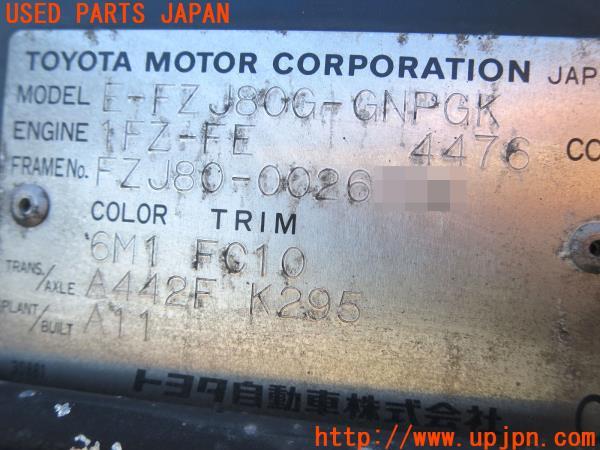 USED PARTS JAPAN
TOYOTA MOTOR CORPORATION JAP
MODEL E-FZJ80G-GNPGK
ENGINE 1FZ-FE 4476 CC
FRAME No. FZJ80-0026
COLOR TRIM
6M1 FC10
TRANS./AXLE A442F K295
PLANT/BUILT A11
トヨタ自動車株式会社
http://www.upjpn.com/